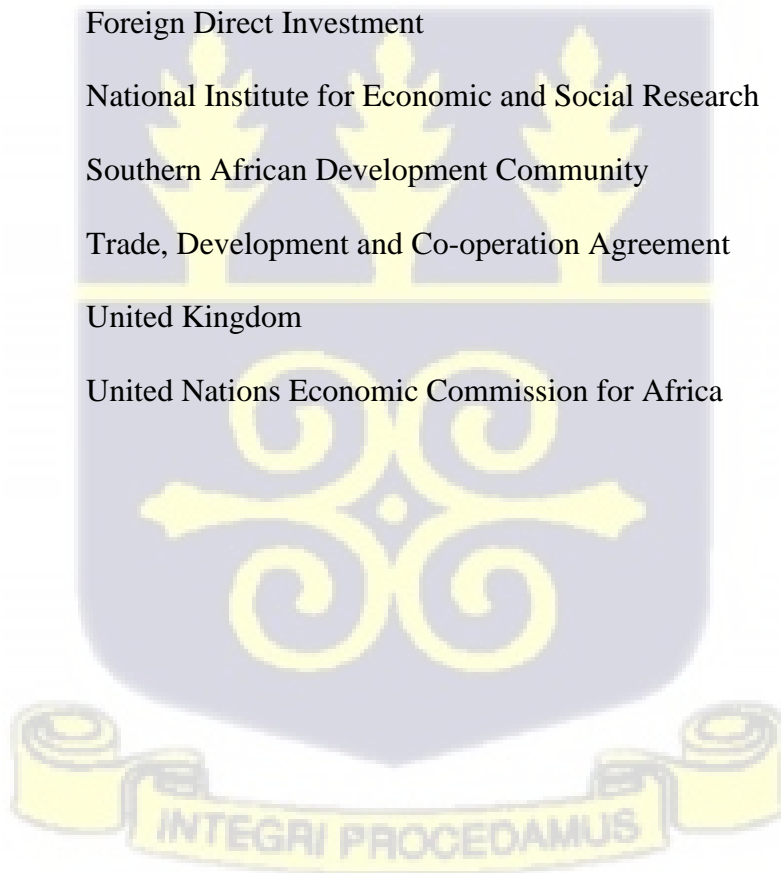 Foreign Direct Investment
National Institute for Economic and Social Research
Southern African Development Community
Trade, Development and Co-operation Agreement
United Kingdom
United Nations Economic Commission for Africa
INTEGRI PROCEDAMUS